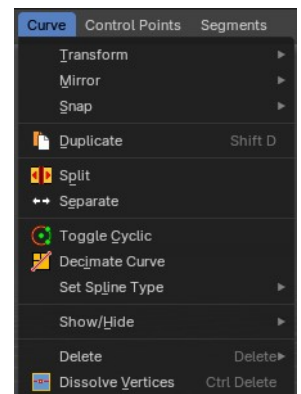 Curve Control Points Segments
Transform
Mirror
Snap
Duplicate Shift D
Split
Separate
Toggle Cyclic
Decimate Curve
Set Spline Type
Show/Hide
Delete Delete
Dissolve Vertices Ctrl Delete